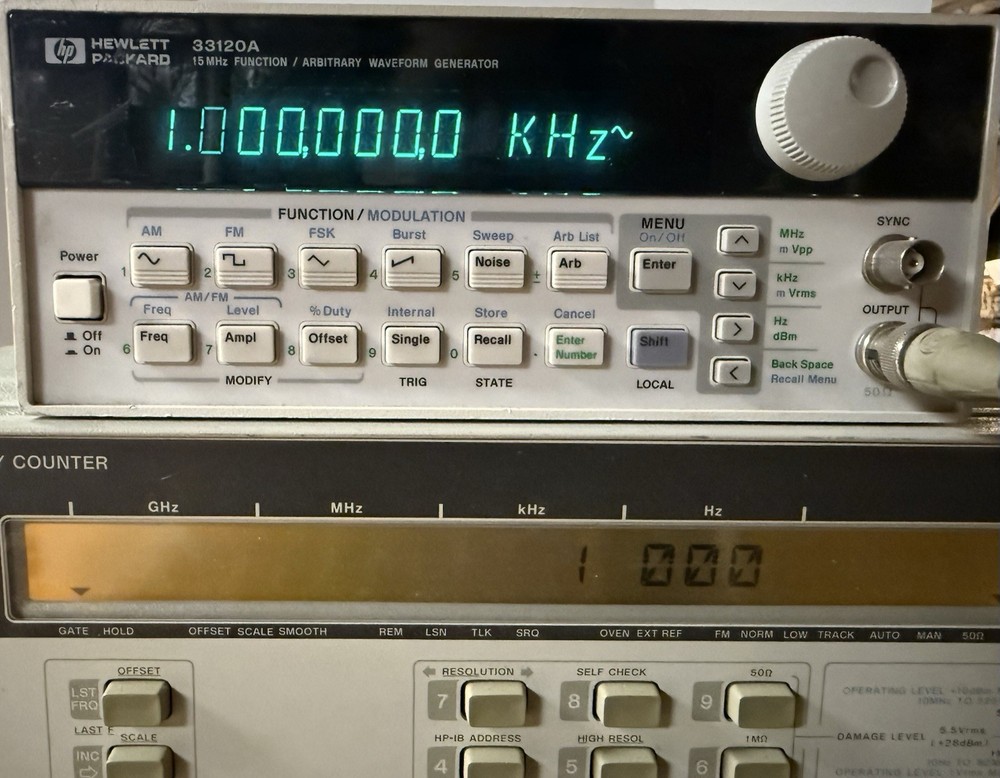 hp HEWLETT PACKARD 33120A
15 MHz FUNCTION / ARBITRARY WAVEFORM GENERATOR
1.000,000,0 KHz~
FUNCTION / MODULATION
MENU
On/Off
SYNC
AM FM FSK Burst Sweep Arb List
MHz
m Vpp
Power
1 2 3 4 5 Noise ± Arb Enter
kHz
m Vrms
AM/FM
Freq Level % Duty Internal Store Cancel
OUTPUT
Off
On
6 Freq 7 Ampl 8 Offset 9 Single 0 Recall . Enter Number Shift
Hz
dBm
Back Space
Recall Menu
MODIFY TRIG STATE LOCAL
50Ω
Y COUNTER
GHz MHz kHz Hz
1 000
GATE HOLD OFFSET SCALE SMOOTH REM LSN TLK SRQ OVEN EXT REF FM NORM LOW TRACK AUTO MAN 50Ω
OFFSET RESOLUTION SELF CHECK 50Ω
LST
FRQ
7 8 9
OPERATING LEVEL
LAST F SCALE HP-IB ADDRESS HIGH RESOL 1MΩ
DAMAGE LEVEL 5.5Vrms
(+28dBm)
INC
4 5 6
OPERATING LEVEL